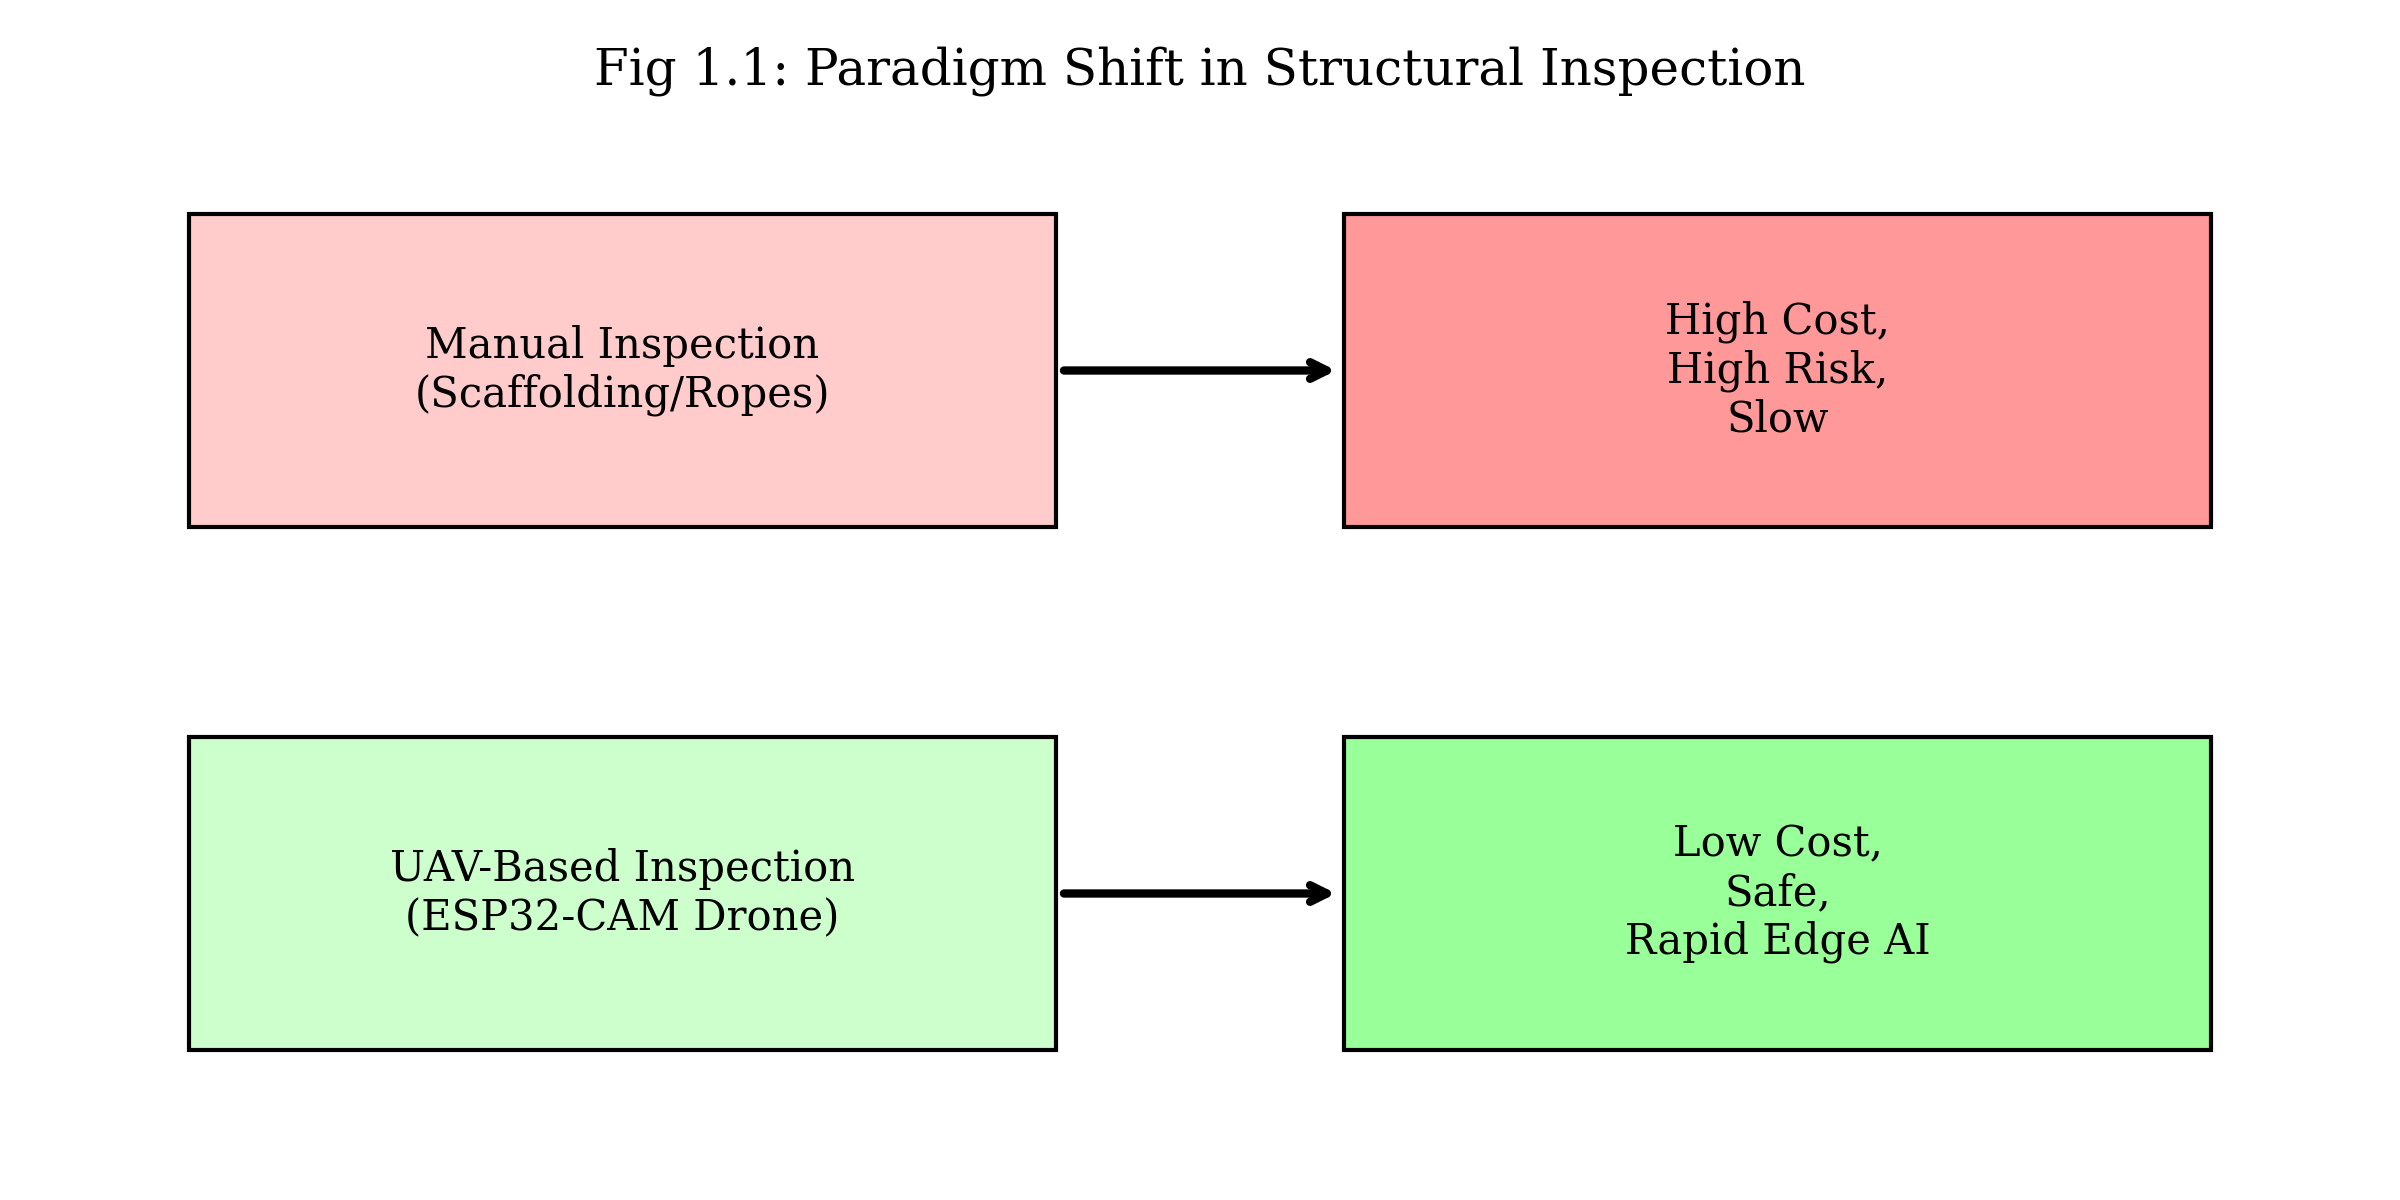 Fig 1.1: Paradigm Shift in Structural Inspection
Manual Inspection
(Scaffolding/Ropes)
High Cost,
High Risk,
Slow
UAV-Based Inspection
(ESP32-CAM Drone)
Low Cost,
Safe,
Rapid Edge AI